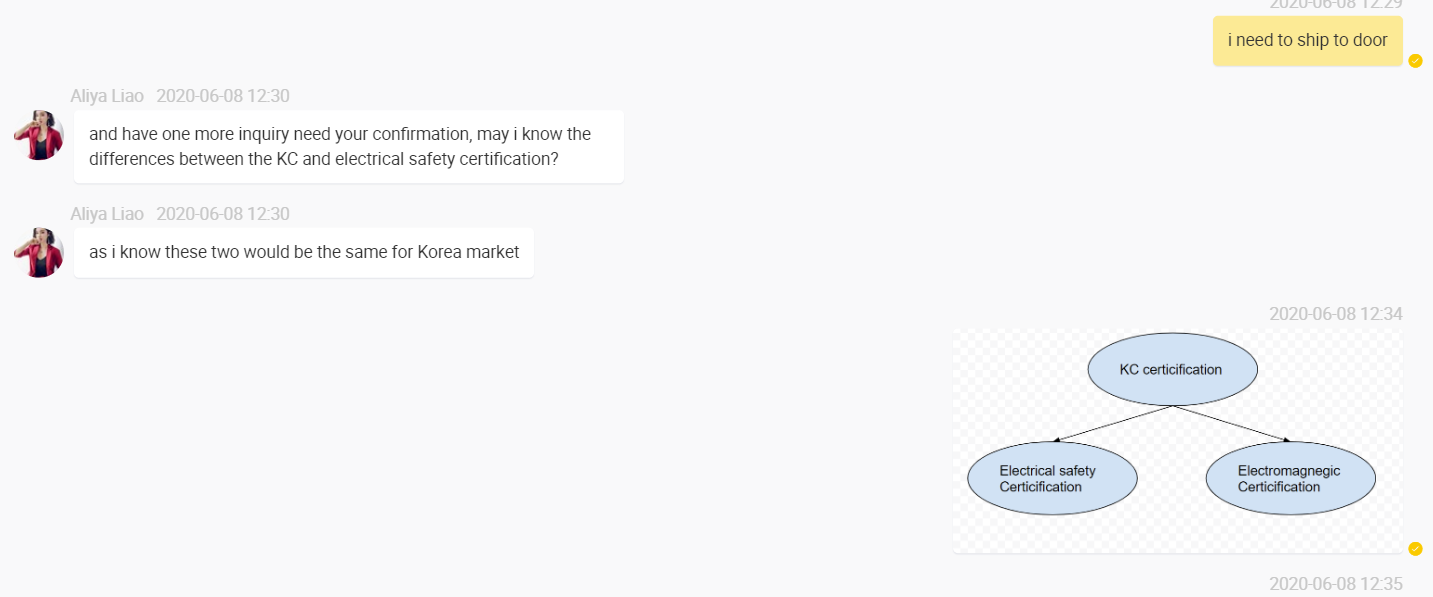 2020-06-08 12:29
i need to ship to door
Aliya Liao 2020-06-08 12:30
and have one more inquiry need your confirmation, may i know the
differences between the KC and electrical safety certification?
Aliya Liao 2020-06-08 12:30
as i know these two would be the same for Korea market
2020-06-08 12:34
KC certicification
Electrical safety
Certicification
Electromagnegic
Certicification
2020-06-08 12:35